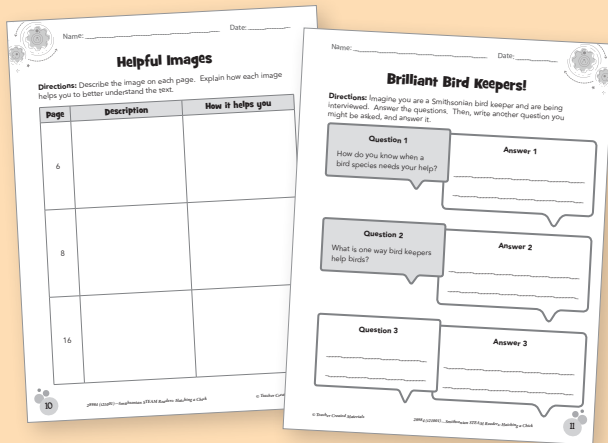 Name: Date:
Helpful Images
Directions: Describe the image on each page. Explain how each image
helps you to better understand the text.
Page Description How it helps you
6
8
16
10
© Teacher
Name: Date:
Brilliant Bird Keepers!
Directions: Imagine you are a Smithsonian bird keeper and are being
interviewed. Answer the questions. Then, write another question you
might be asked, and answer it.
Question 1
How do you know when a
bird species needs your help?
Answer 1
Question 2
What is one way bird keepers
help birds?
Answer 2
Question 3
Answer 3
© Teacher Created Materials
11